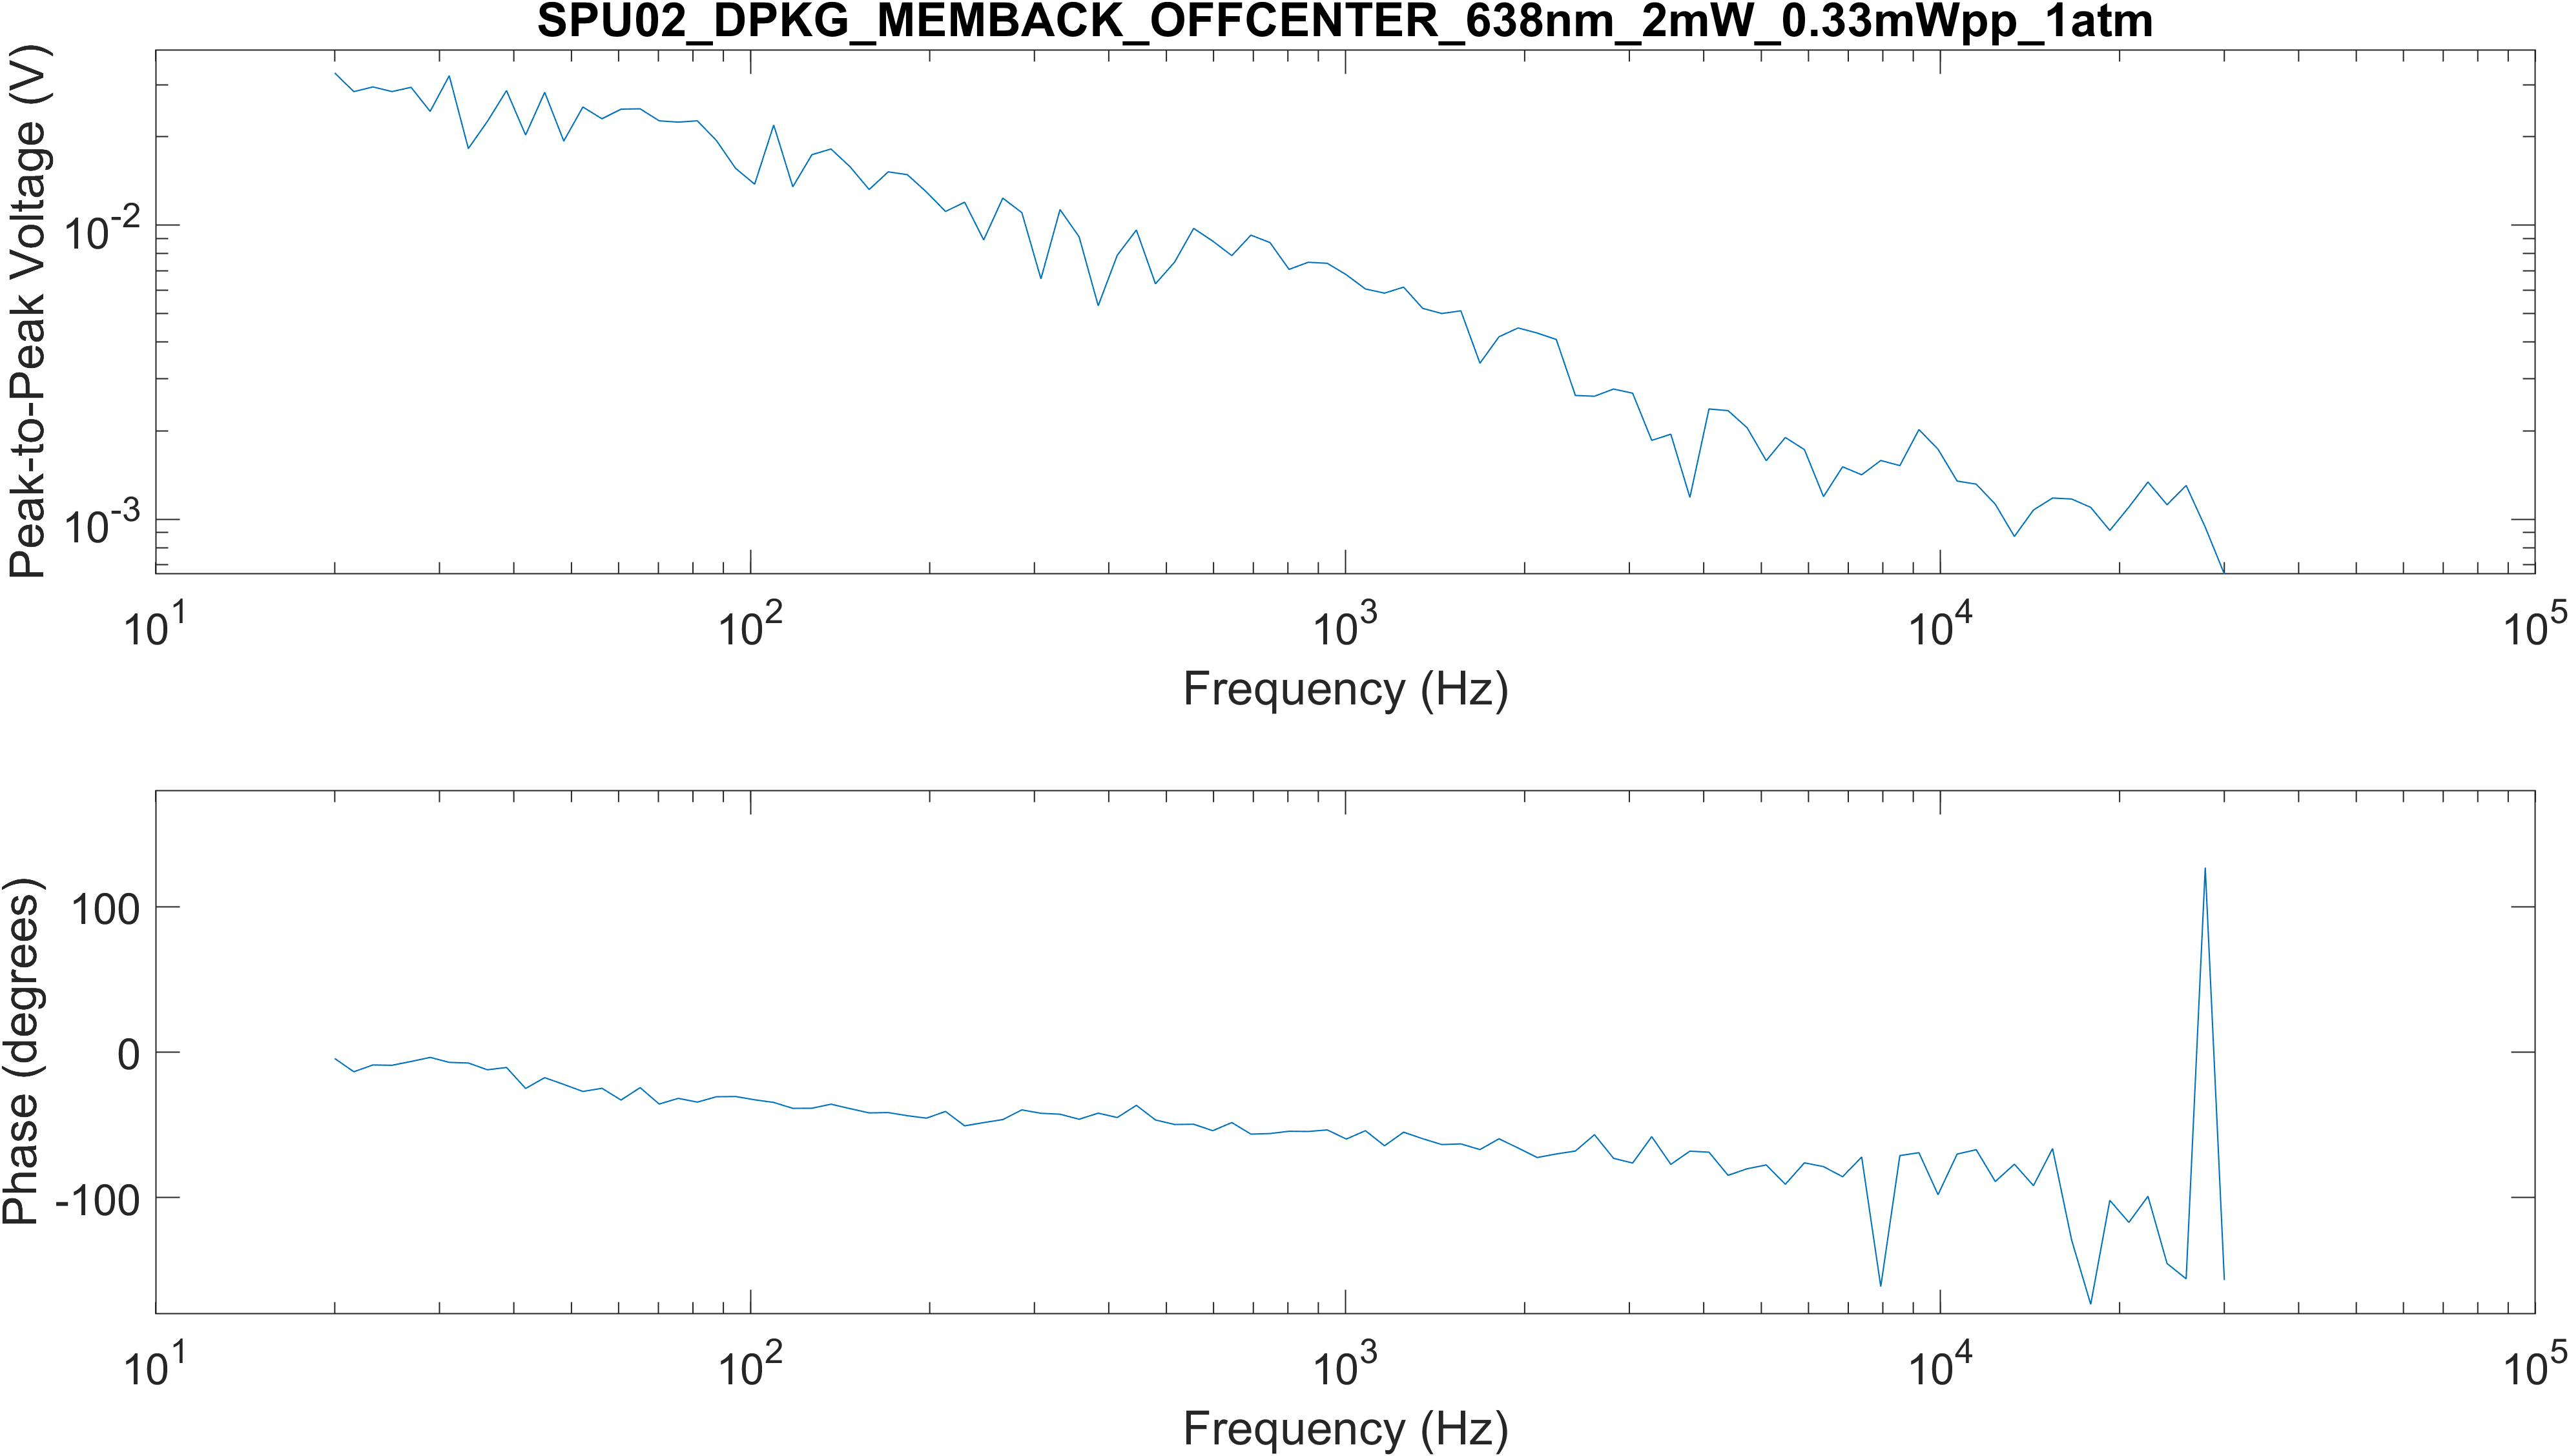 SPU02_DPKG_MEMBACK_OFFCENTER_638nm_2mW_0.33mWpp_1atm
Peak-to-Peak Voltage (V)
10^-2
10^-3
10^1 10^2 10^3 10^4 10^5
Frequency (Hz)
Phase (degrees)
100
0
-100
10^1 10^2 10^3 10^4 10^5
Frequency (Hz)